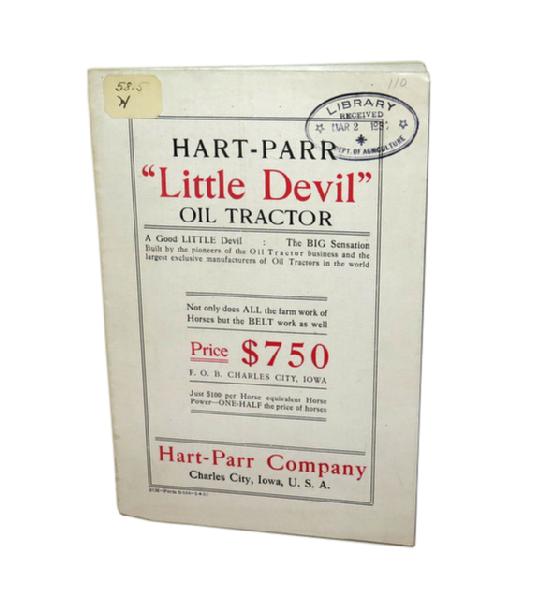 58.5
110
LIBRARY
RECEIVED
MAR 2
DEPT. OF AGRICULTURE
HART-PARR
“Little Devil”
OIL TRACTOR
A Good LITTLE Devil : The BIG Sensation
Built by the pioneers of the Oil Tractor business and the
largest exclusive manufacturers of Oil Tractors in the world
Not only does ALL the farm work of
Horses but the BELT work as well
Price $750
F. O. B. CHARLES CITY, IOWA
Just $100 per Horse equivalent Horse
Power—ONE-HALF the price of horses
Hart-Parr Company
Charles City, Iowa, U. S. A.